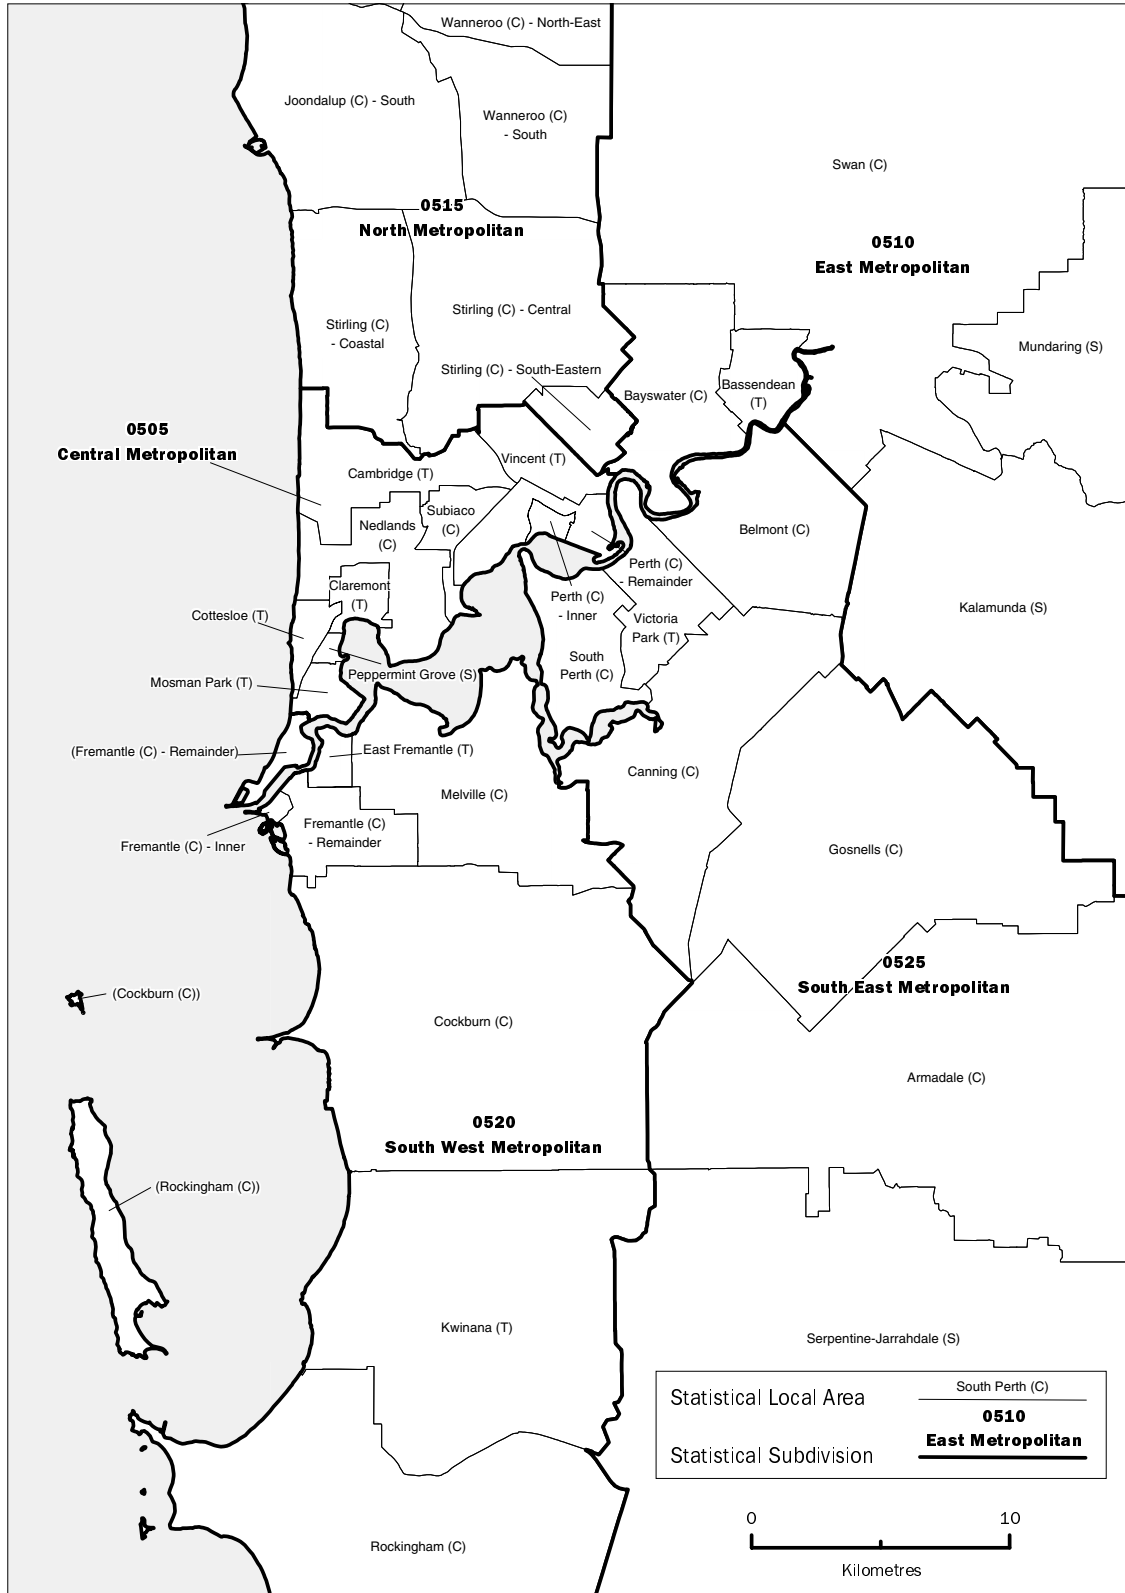 Wanneroo (C) - North-East
Joondalup (C) - South
Wanneroo (C)
- South
Swan (C)
0515
North Metropolitan
0510
East Metropolitan
Stirling (C) - Central
Stirling (C)
- Coastal
Mundaring (S)
Stirling (C) - South-Eastern
Bassendean
(T)
Bayswater (C)
0505
Central Metropolitan
Vincent (T)
Cambridge (T)
Subiaco
(C)
Nedlands
(C)
Belmont (C)
Perth (C)
- Remainder
Claremont
(T)
Perth (C)
- Inner
Kalamunda (S)
Cottesloe (T)
Victoria
Park (T)
South
Perth (C)
Peppermint Grove (S)
Mosman Park (T)
(Fremantle (C) - Remainder)
East Fremantle (T)
Canning (C)
Melville (C)
Fremantle (C)
- Remainder
Fremantle (C) - Inner
Gosnells (C)
0525
South East Metropolitan
(Cockburn (C))
Cockburn (C)
Armadale (C)
0520
South West Metropolitan
(Rockingham (C))
Kwinana (T)
Serpentine-Jarrahdale (S)
Statistical Local Area
South Perth (C)
0510
East Metropolitan
Statistical Subdivision
0 10
Kilometres
Rockingham (C)